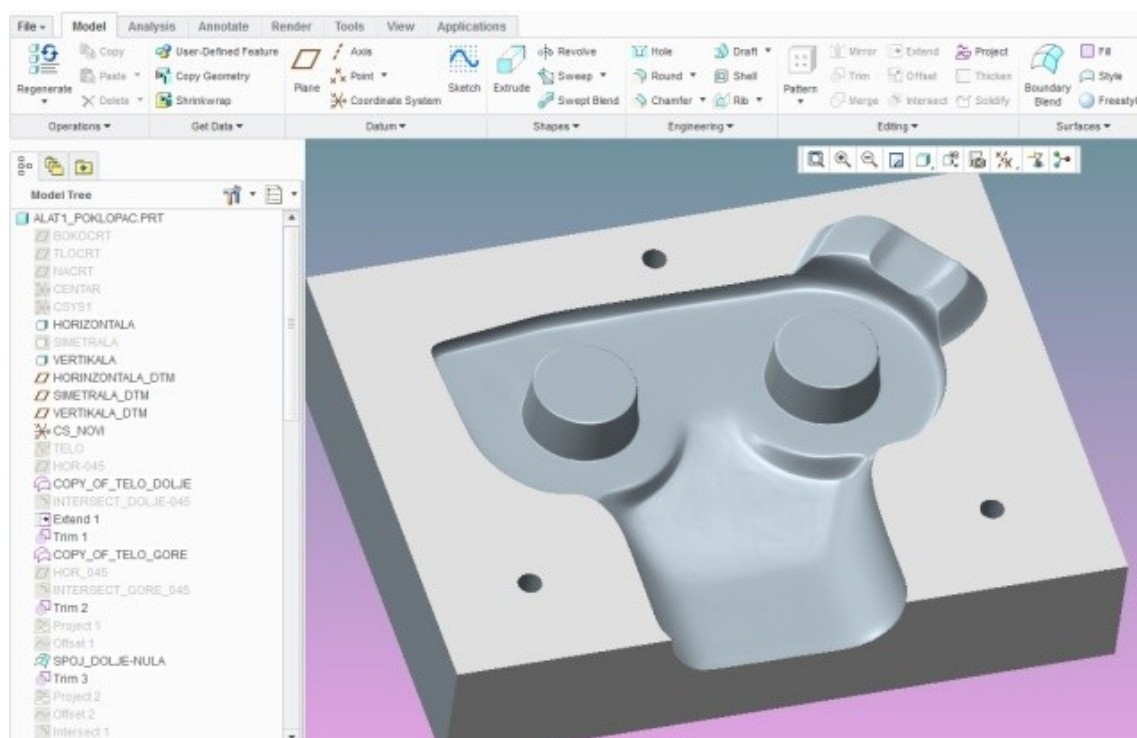 File Model Analysis Annotate Render Tools View Applications
Regenerate
Copy
Paste
Delete
User-Defined Feature
Copy Geometry
Shrinkwrap
Plane
Axis
Point
Coordinate System
Sketch
Extrude
Revolve
Sweep
Swept Blend
Hole
Round
Chamfer
Draft
Shell
Rib
Pattern
Mirror
Extend
Project
Trim
Offset
Thicken
Merge
Intersect
Solidify
Boundary
Blend
Fill
Style
Freestyl
Operations Get Data Datum Shapes Engineering Editing Surfaces
Model Tree
ALAT1_POKLOPAC.PRT
BOKOCRT
TLOCRT
NACRT
CENTAR
CSYS1
HORIZONTALA
SIMETRALA
VERTIKALA
HORINZONTALA_DTM
SIMETRALA_DTM
VERTIKALA_DTM
CS_NOVI
TELO
HOR-045
COPY_OF_TELO_DOLJE
INTERSECT_DOLJE-045
Extend 1
Trim 1
COPY_OF_TELO_GORE
HOR_045
INTERSECT_GORE_045
Trim 2
Project 1
Offset 1
SPOJ_DOLJE-NULA
Trim 3
Project 2
Offset 2
Intersect 1